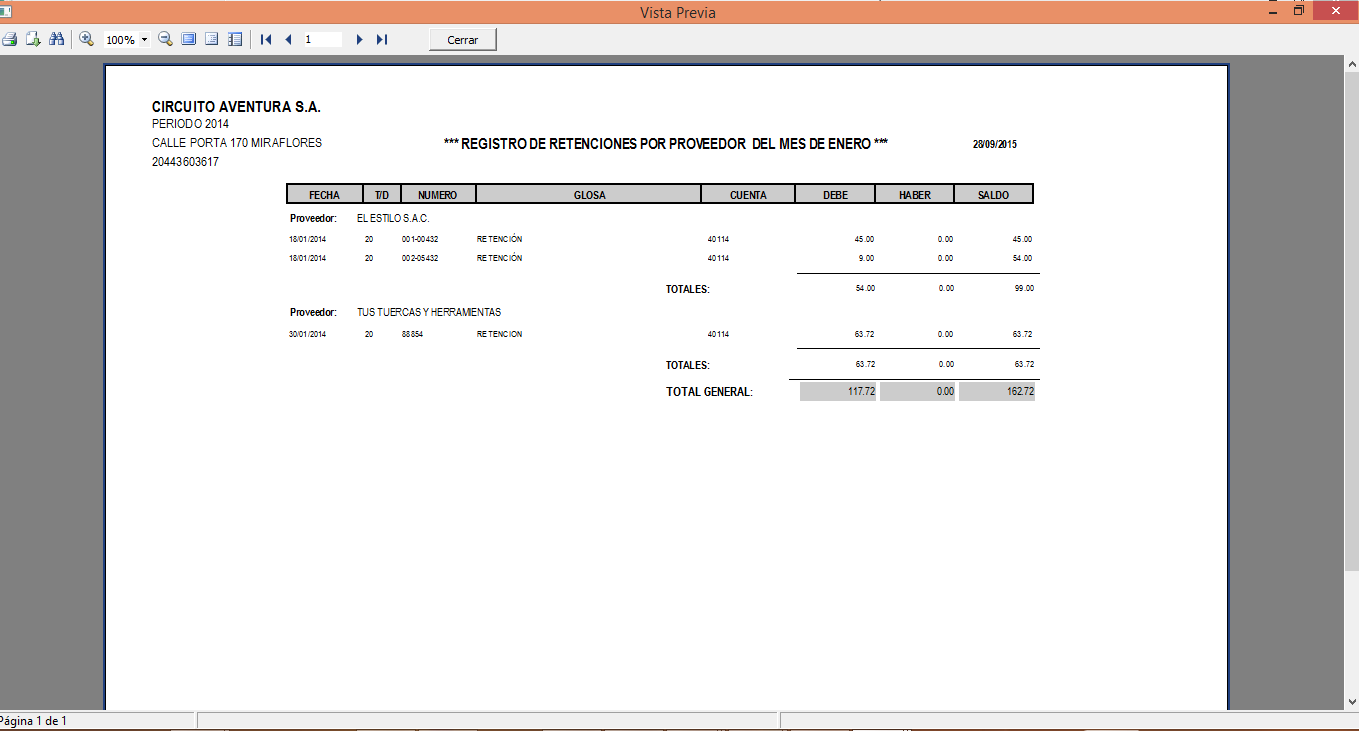 Vista Previa
100% 1 Cerrar
CIRCUITO AVENTURA S.A.
PERIODO 2014
CALLE PORTA 170 MIRAFLORES
*** REGISTRO DE RETENCIONES POR PROVEEDOR DEL MES DE ENERO *** 28/09/2015
20443603617
FECHA T/D NUMERO GLOSA CUENTA DEBE HABER SALDO
Proveedor: EL ESTILO S.A.C.
18/01/2014 20 001-00432 RETENCIÓN 40114 45.00 0.00 45.00
18/01/2014 20 002-05432 RETENCIÓN 40114 9.00 0.00 54.00
TOTALES: 54.00 0.00 99.00
Proveedor: TUS TUERCAS Y HERRAMIENTAS
30/01/2014 20 88854 RETENCION 40114 63.72 0.00 63.72
TOTALES: 63.72 0.00 63.72
TOTAL GENERAL: 117.72 0.00 162.72
Página 1 de 1